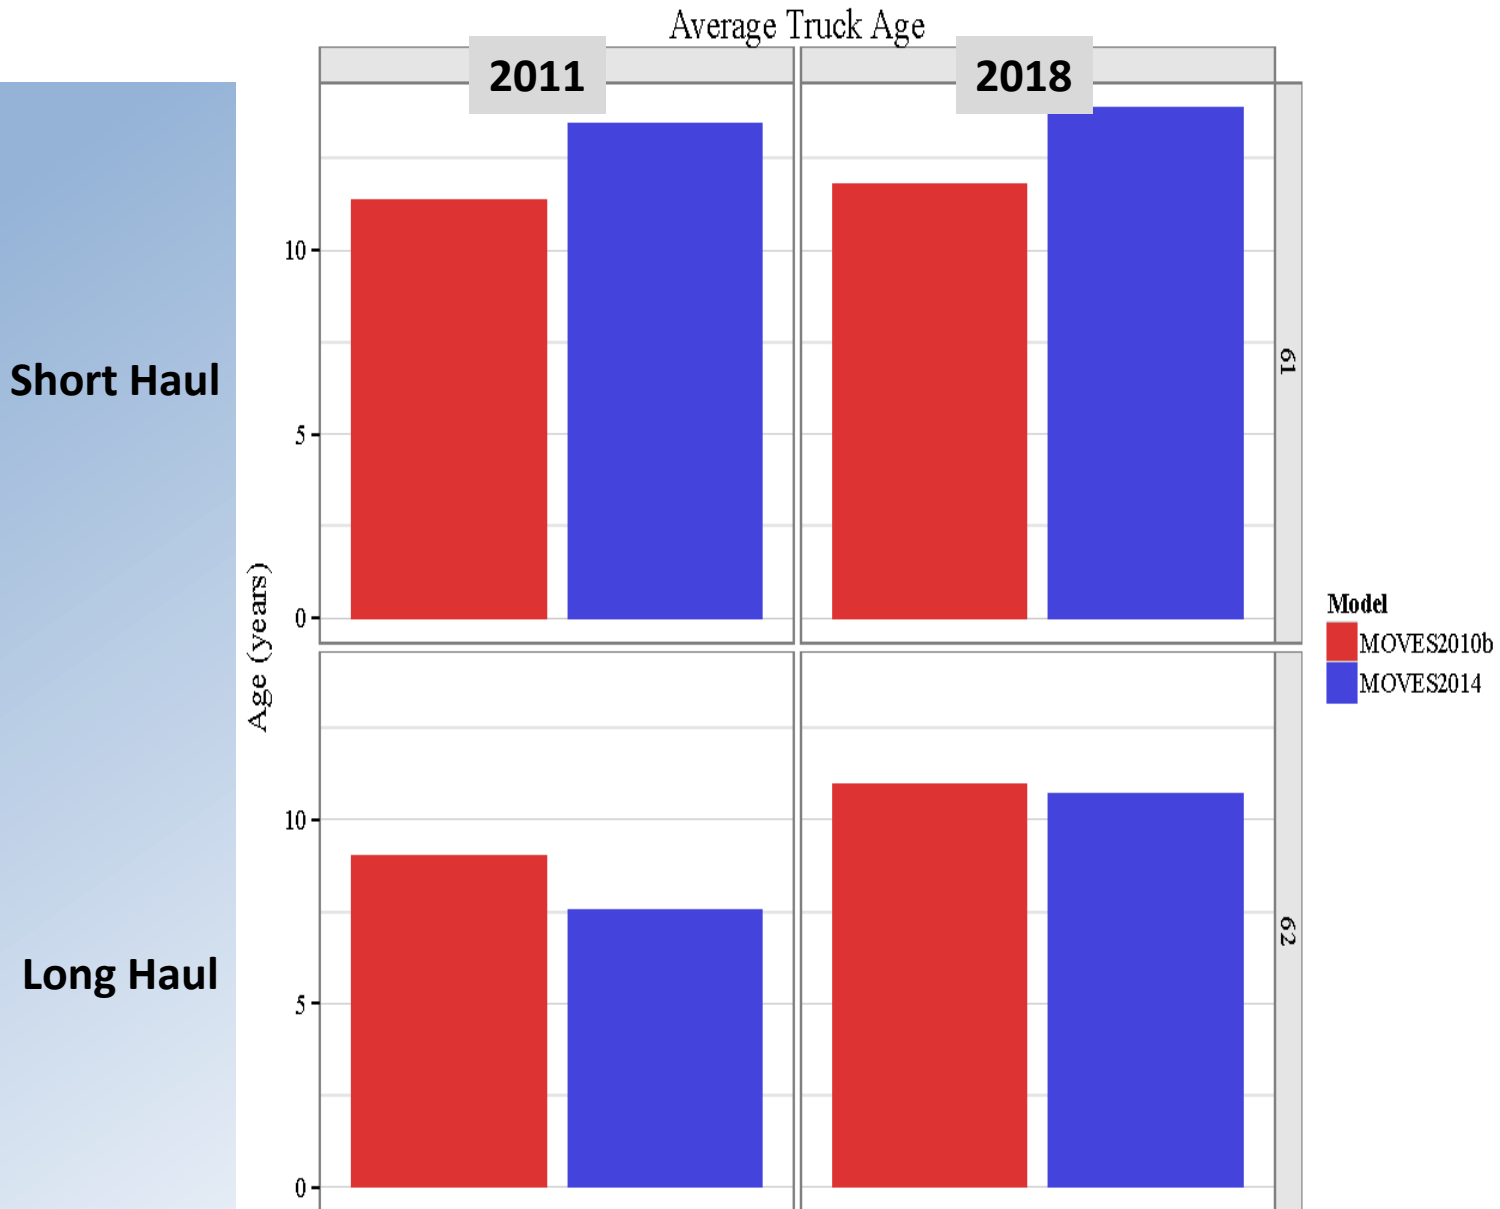 Average Truck Age
2011
2018
Short Haul
Long Haul
Age (years)
10
5
0
61
10
5
0
62
Model
MOVES2010b
MOVES2014